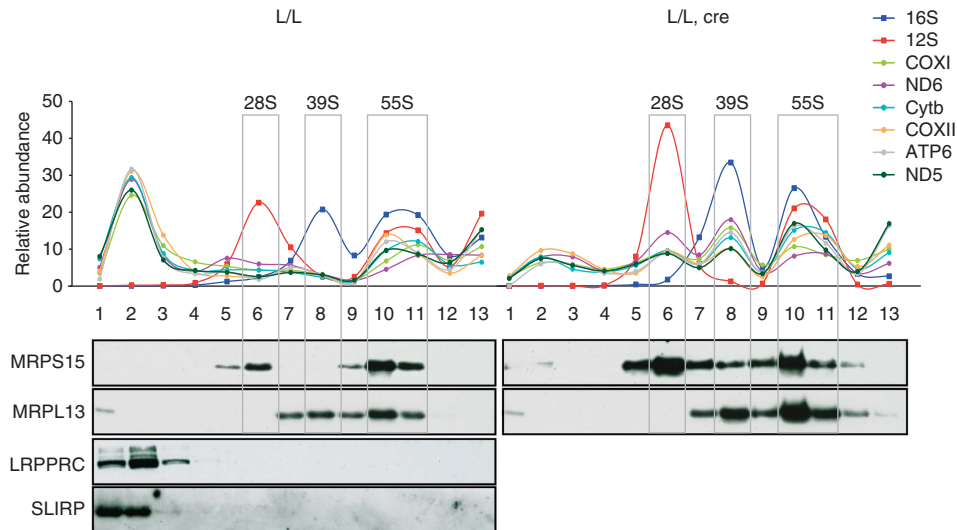 L/L
L/L, cre
16S
12S
COXI
ND6
Cytb
COXII
ATP6
ND5
28S 39S 55S
28S 39S 55S
Relative abundance
50
40
30
20
10
0
1 2 3 4 5 6 7 8 9 10 11 12 13
1 2 3 4 5 6 7 8 9 10 11 12 13
MRPS15
MRPL13
LRPPRC
SLIRP